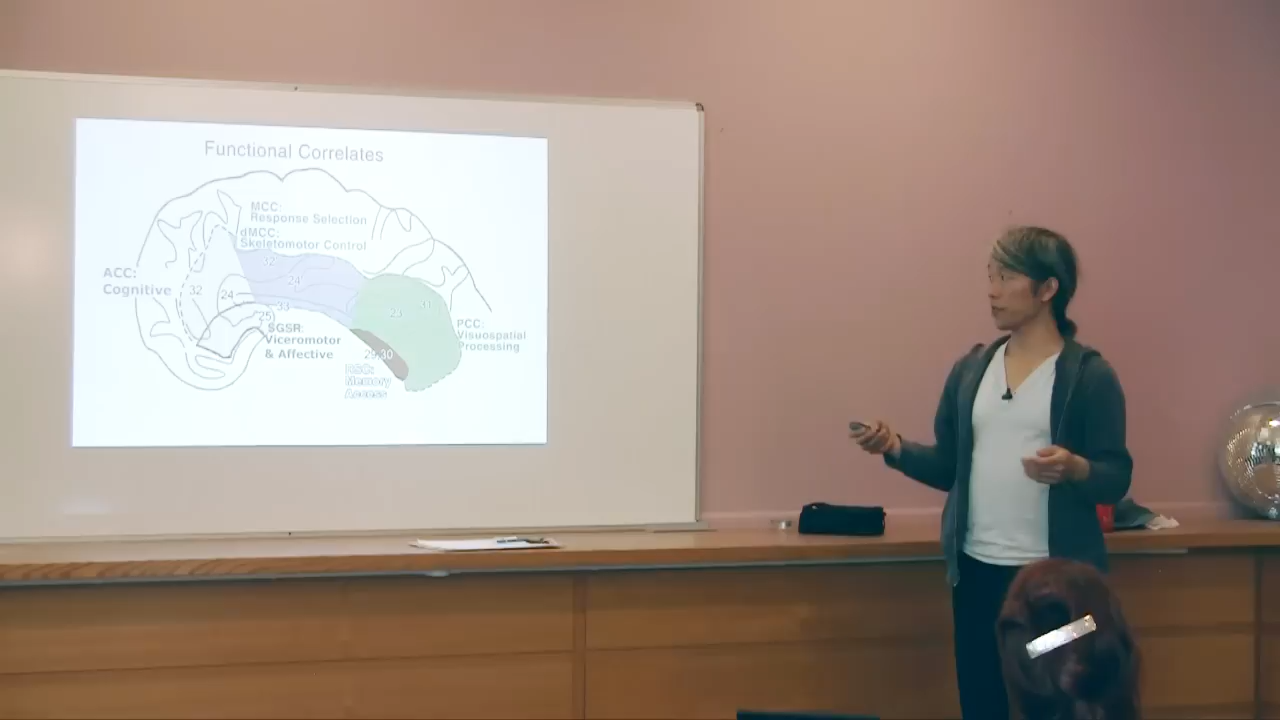 Functional Correlates
MCC:
Response Selection
dMCC:
Skeletomotor Control
ACC:
Cognitive
32
24
25
32'
24'
33
23
31
SGSR:
Viceromotor
& Affective
PCC:
Visuospatial
Processing
29/30
RSC:
Memory
Access